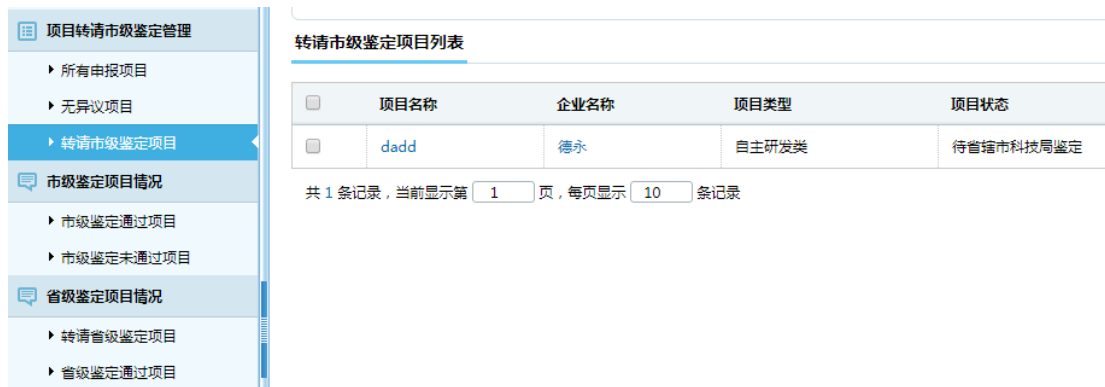 项目转请市级鉴定管理
所有申报项目
无异议项目
转请市级鉴定项目
市级鉴定项目情况
市级鉴定通过项目
市级鉴定未通过项目
省级鉴定项目情况
转请省级鉴定项目
省级鉴定通过项目
转请市级鉴定项目列表
项目名称 企业名称 项目类型 项目状态
dadd 德永 自主研发类 待省辖市科技局鉴定
共 1 条记录，当前显示第 1 页，每页显示 10 条记录